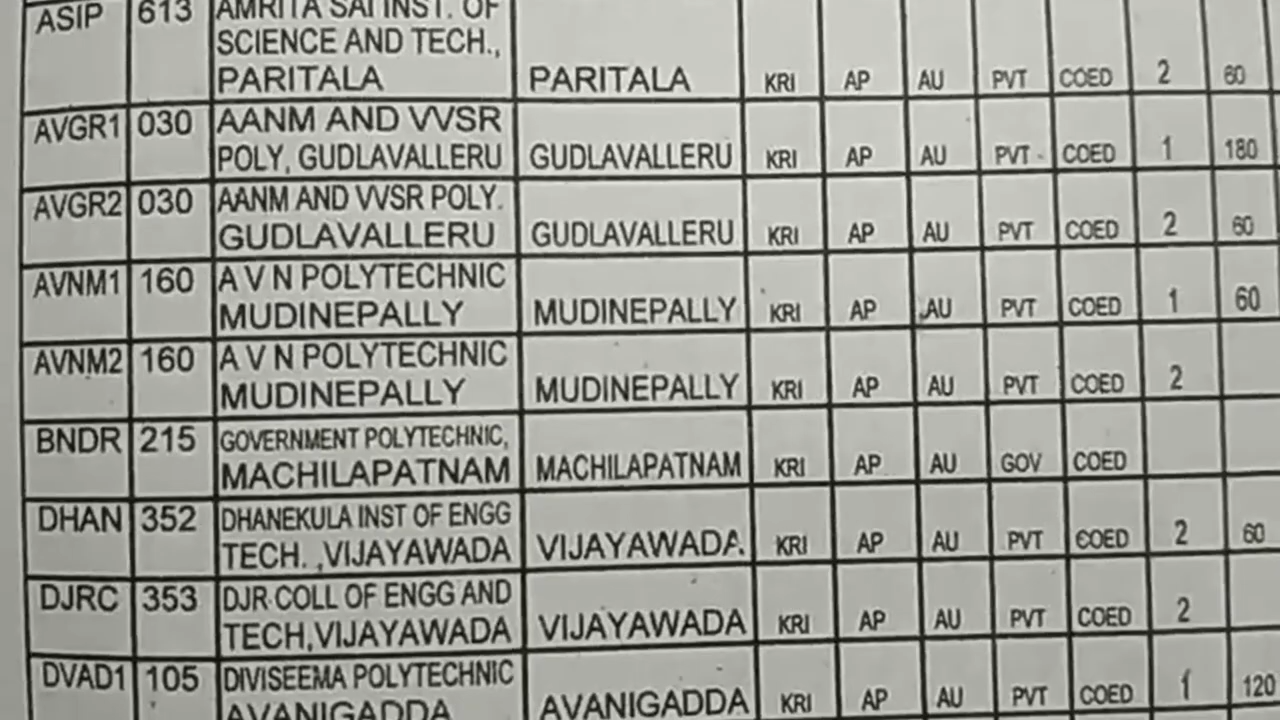 ASIP 613 AMRITA SAI INST. OF
SCIENCE AND TECH.,
PARITALA PARITALA KRI AP AU PVT COED 2 60
AVGR1 030 AANM AND VVSR
POLY, GUDLAVALLERU GUDLAVALLERU KRI AP AU PVT COED 1 180
AVGR2 030 AANM AND VVSR POLY.
GUDLAVALLERU GUDLAVALLERU KRI AP AU PVT COED 2 60
AVNM1 160 A V N POLYTECHNIC
MUDINEPALLY MUDINEPALLY KRI AP AU PVT COED 1 60
AVNM2 160 A V N POLYTECHNIC
MUDINEPALLY MUDINEPALLY KRI AP AU PVT COED 2
BNDR 215 GOVERNMENT POLYTECHNIC,
MACHILAPATNAM MACHILAPATNAM KRI AP AU GOV COED
DHAN 352 DHANEKULA INST OF ENGG
TECH. ,VIJAYAWADA VIJAYAWADA KRI AP AU PVT COED 2 60
DJRC 353 DJR COLL OF ENGG AND
TECH,VIJAYAWADA VIJAYAWADA KRI AP AU PVT COED 2
DVAD1 105 DIVISEEMA POLYTECHNIC
AVANIGADDA AVANIGADDA KRI AP AU PVT COED 1 120